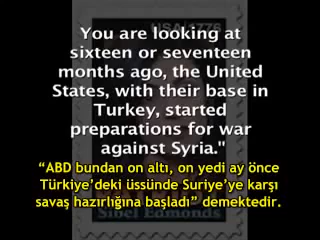 USA1776
You are looking at
sixteen or seventeen
months ago, the United
States, with their base in
Turkey, started
preparations for war
against Syria."
“ABD bundan on altı, on yedi ay önce
Türkiye’deki üssünde Suriye’ye karşı
savaş hazırlığına başladı” demektedir.
Sibel Edmonds